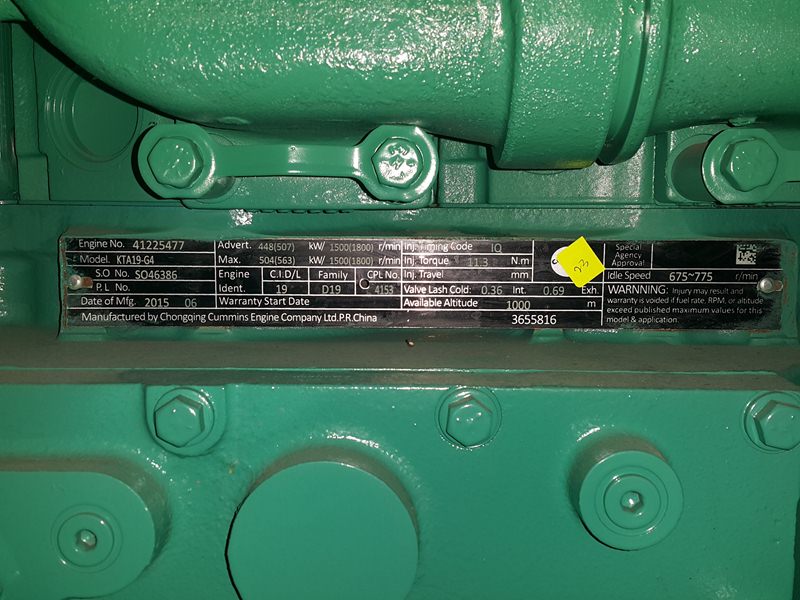 Engine No. 41225477
Model. KTA19-G4
S.O No. SO46386
P.L No.
Date of Mfg. 2015 06
Manufactured by Chongqing Cummins Engine Company Ltd.P.R.China
3655816
Advert. 448(507) kW/ 1500(1800) r/min
Max. 504(563) kW/ 1500(1800) r/min
Engine C.I.D/L Family CPL No.
Ident. 19 D19 4153
Warranty Start Date
Inj.Timing Code IQ
Inj. Torque 11.3 N.m
Inj. Travel mm
Valve Lash Cold: 0.36 Int. 0.69 Exh.
Available Altitude 1000 m
Special
Agency
Approval
Idle Speed 675~775 r/min
WARNNING: Injury may result and
warranty is voided if fuel rate, RPM, or altitude
exceed published maximum values for this
model & application.
23